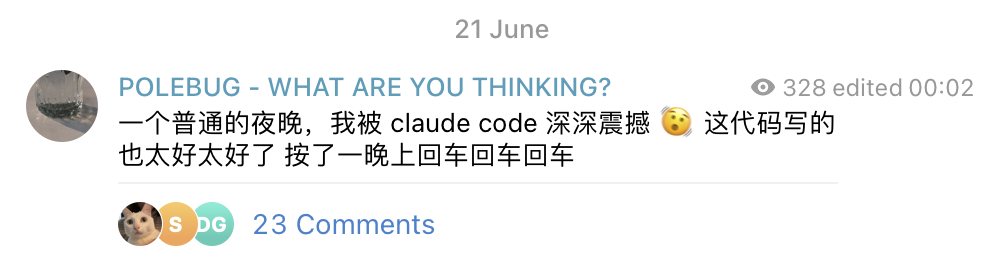 21 June
POLEBUG - WHAT ARE YOU THINKING? 328 edited 00:02
一个普通的夜晚，我被 claude code 深深震撼 🫨 这代码写的
也太好太好了 按了一晚上回车回车回车
S DG 23 Comments